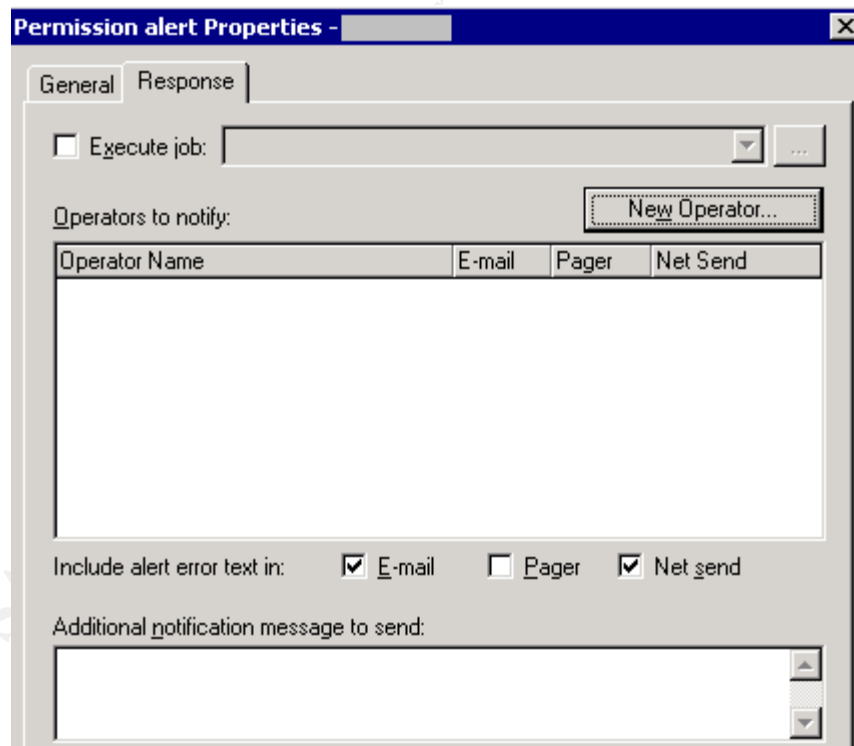 Permission alert Properties -
General Response
Execute job: ...
New Operator...
Operators to notify:
Operator Name E-mail Pager Net Send
Include alert error text in: E-mail Pager Net send
Additional notification message to send: